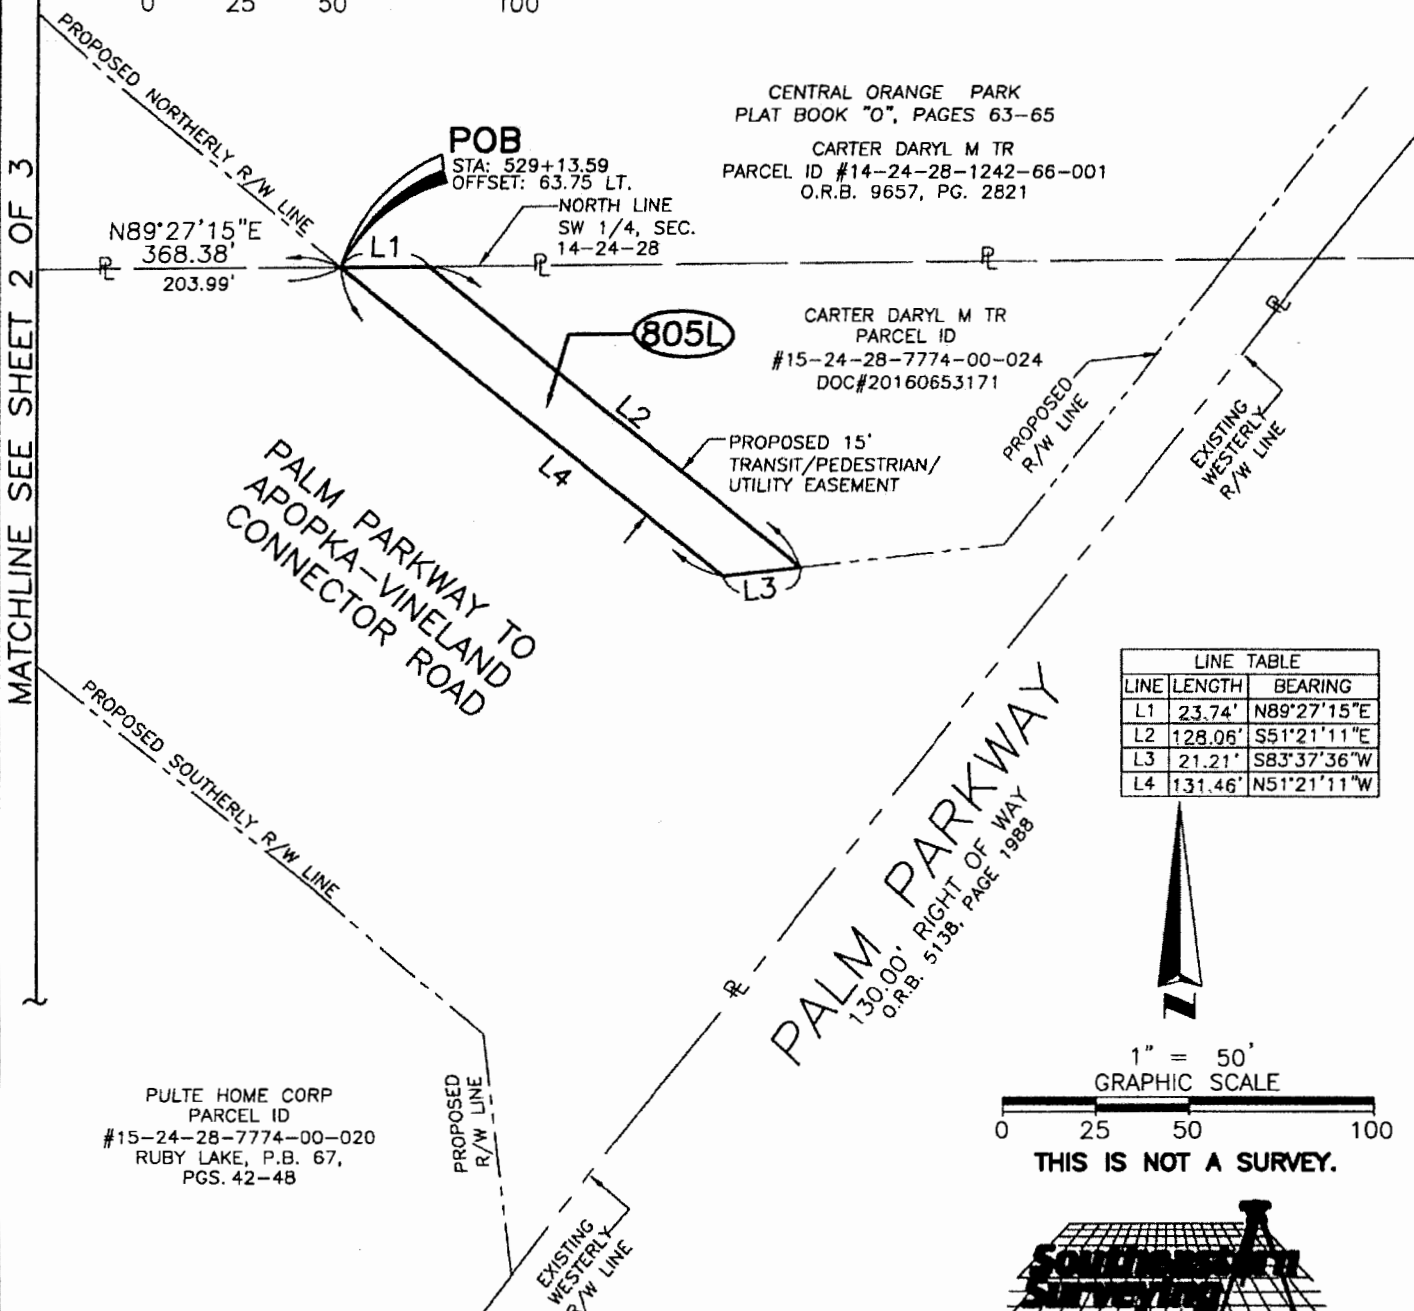 0 25 50 100
PROPOSED NORTHERLY R/W LINE
MATCHLINE SEE SHEET 2 OF 3
CENTRAL ORANGE PARK
PLAT BOOK "O", PAGES 63-65
CARTER DARYL M TR
PARCEL ID #14-24-28-1242-66-001
O.R.B. 9657, PG. 2821
POB
STA: 529+13.59
OFFSET: 63.75 LT.
NORTH LINE
SW 1/4, SEC.
14-24-28
N89°27'15"E
368.38'
203.99'
L1
PL
PL
PL
PL
805L
CARTER DARYL M TR
PARCEL ID
#15-24-28-7774-00-024
DOC#20160653171
PROPOSED
R/W LINE
EXISTING
WESTERLY
R/W LINE
L2
PROPOSED 15'
TRANSIT/PEDESTRIAN/
UTILITY EASEMENT
L4
L3
PALM PARKWAY TO
APOPKA-VINELAND
CONNECTOR ROAD
LINE TABLE
LINE LENGTH BEARING
L1 23.74' N89°27'15"E
L2 128.06' S51°21'11"E
L3 21.21' S83°37'36"W
L4 131.46' N51°21'11"W
PROPOSED SOUTHERLY R/W LINE
PALM PARKWAY
130.00' RIGHT OF WAY
O.R.B. 5138, PAGE 1988
PL
N
1" = 50'
GRAPHIC SCALE
0 25 50 100
THIS IS NOT A SURVEY.
PULTE HOME CORP
PARCEL ID
#15-24-28-7774-00-020
RUBY LAKE, P.B. 67,
PGS. 42-48
PROPOSED
R/W LINE
EXISTING
WESTERLY
R/W LINE
Southeastern
Surveying